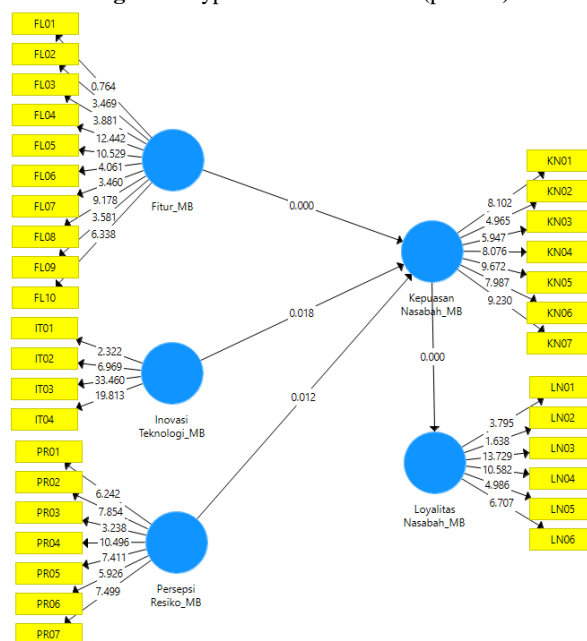 FL01
FL02
FL03
FL04
FL05
FL06
FL07
FL08
FL09
FL10
0.764
3.469
3.881
12.442
10.529
4.061
3.460
9.178
3.581
6.338
Fitur_MB
0.000
IT01
IT02
IT03
IT04
2.322
6.969
33.460
19.813
Inovasi
Teknologi_MB
0.018
PR01
PR02
PR03
PR04
PR05
PR06
PR07
6.242
7.854
3.238
10.496
7.411
5.926
7.499
Persepsi
Resiko_MB
0.012
Kepuasan
Nasabah_MB
8.102
4.965
5.947
8.076
9.672
7.987
9.230
KN01
KN02
KN03
KN04
KN05
KN06
KN07
0.000
Loyalitas
Nasabah_MB
3.795
1.638
13.729
10.582
4.986
6.707
LN01
LN02
LN03
LN04
LN05
LN06